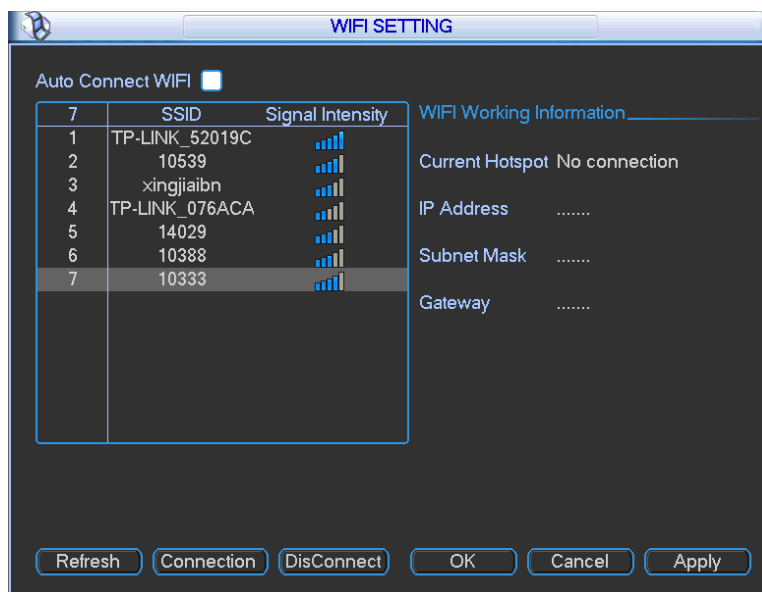 WIFI SETTING
Auto Connect WIFI
7 SSID Signal Intensity
1 TP-LINK_52019C
2 10539
3 xingjiaibn
4 TP-LINK_076ACA
5 14029
6 10388
7 10333
WIFI Working Information
Current Hotspot No connection
IP Address .......
Subnet Mask .......
Gateway .......
Refresh Connection DisConnect OK Cancel Apply